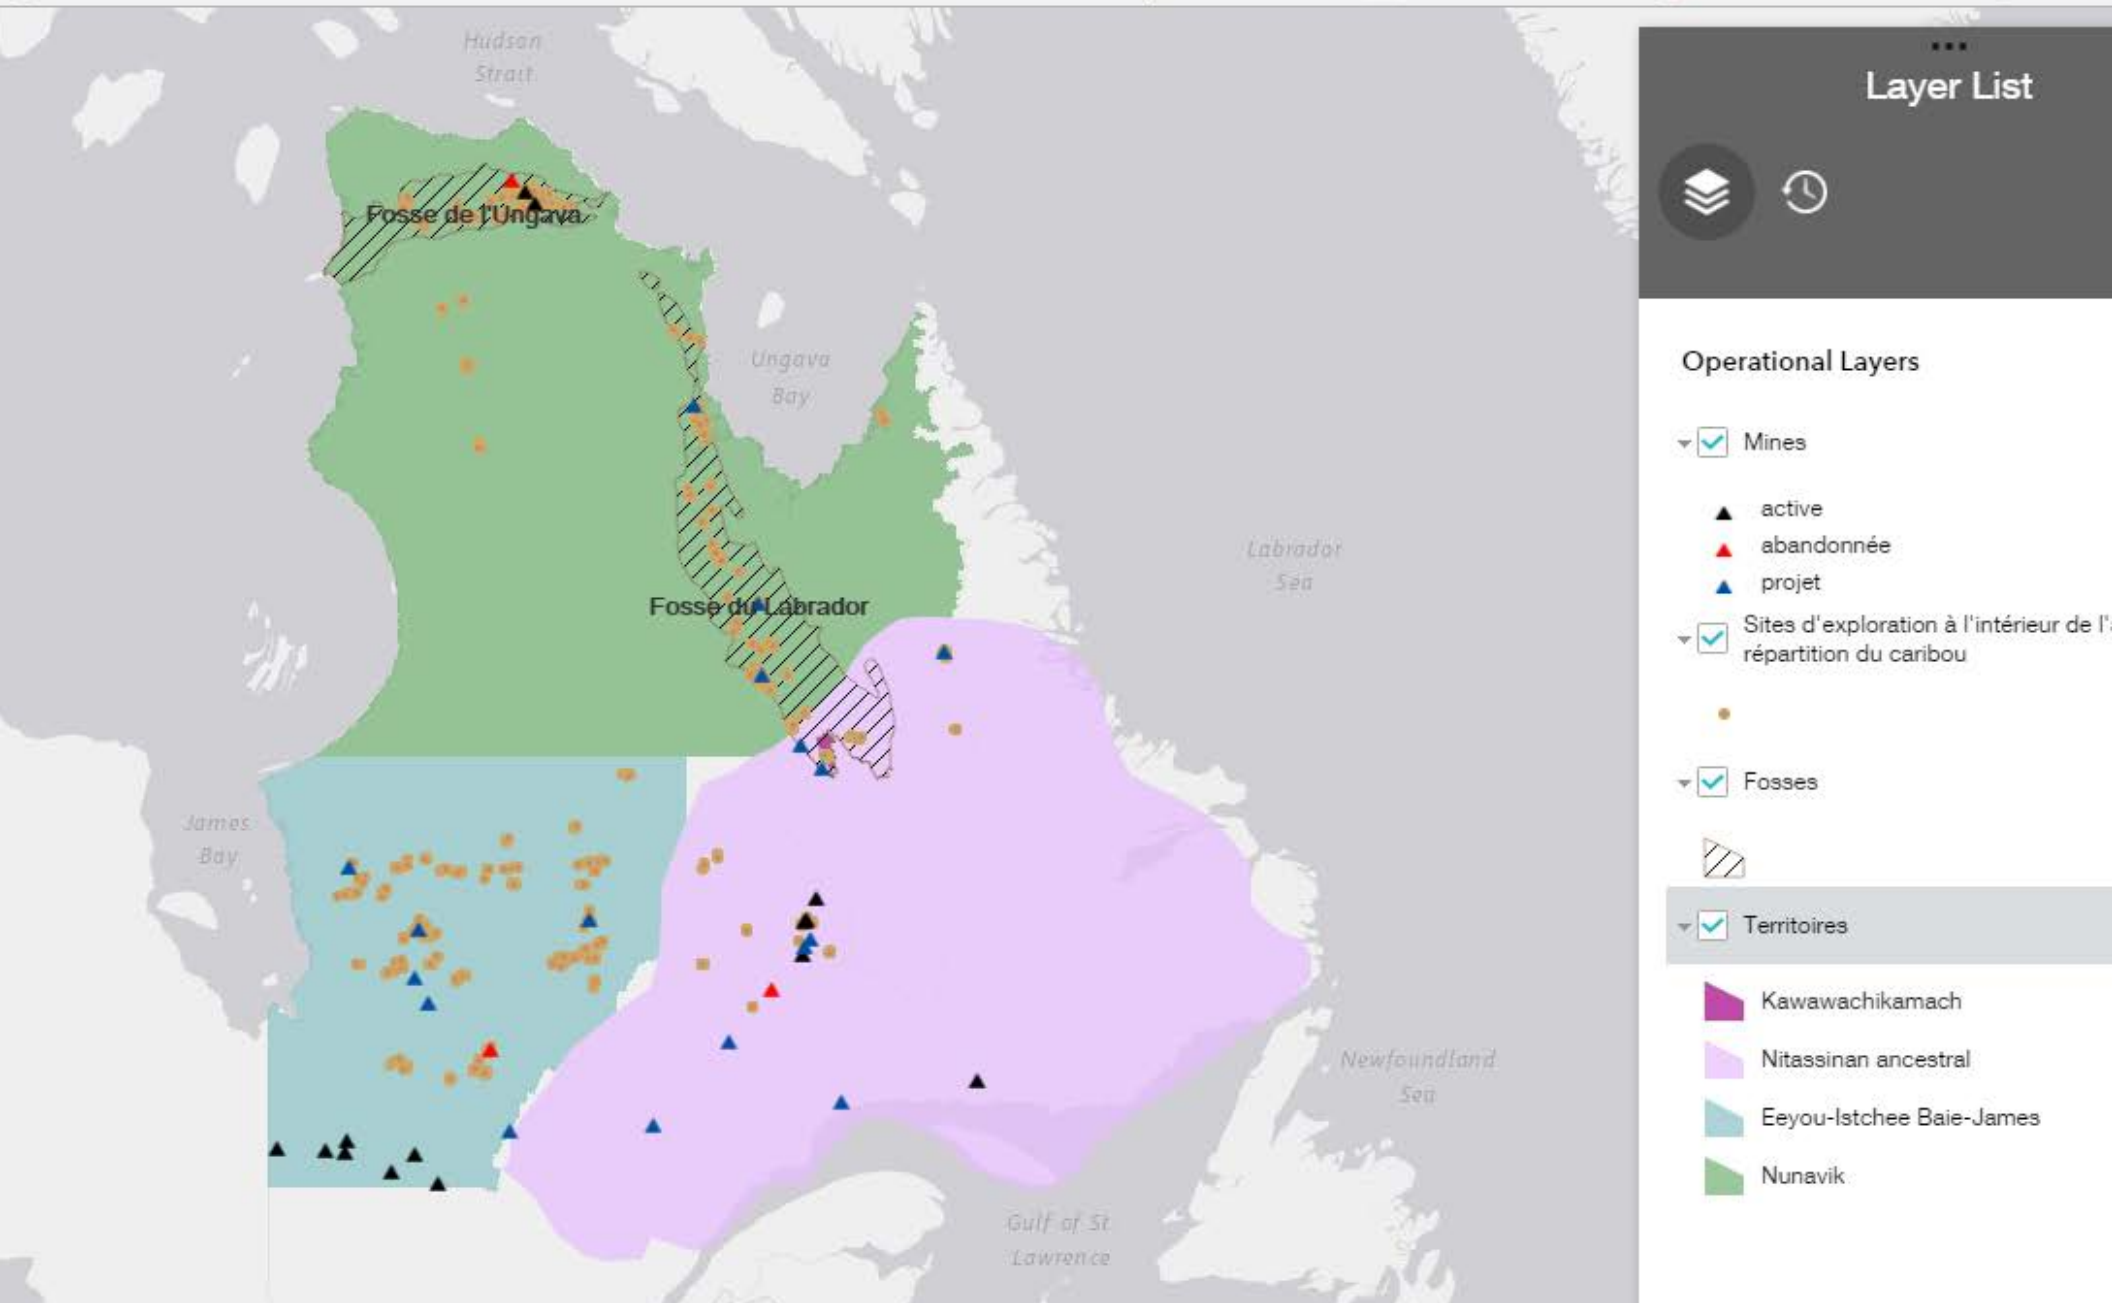 Hudson
Strait
Fosse de l'Ungava
Ungava
Bay
Labrador
Sea
Fosse du Labrador
James
Bay
Newfoundland
Sea
Gulf of St
Lawrence
Layer List
Operational Layers
Mines
active
abandonnée
projet
Sites d'exploration à l'intérieur de l'a
répartition du caribou
Fosses
Territoires
Kawawachikamach
Nitassinan ancestral
Eeyou-Istchee Baie-James
Nunavik